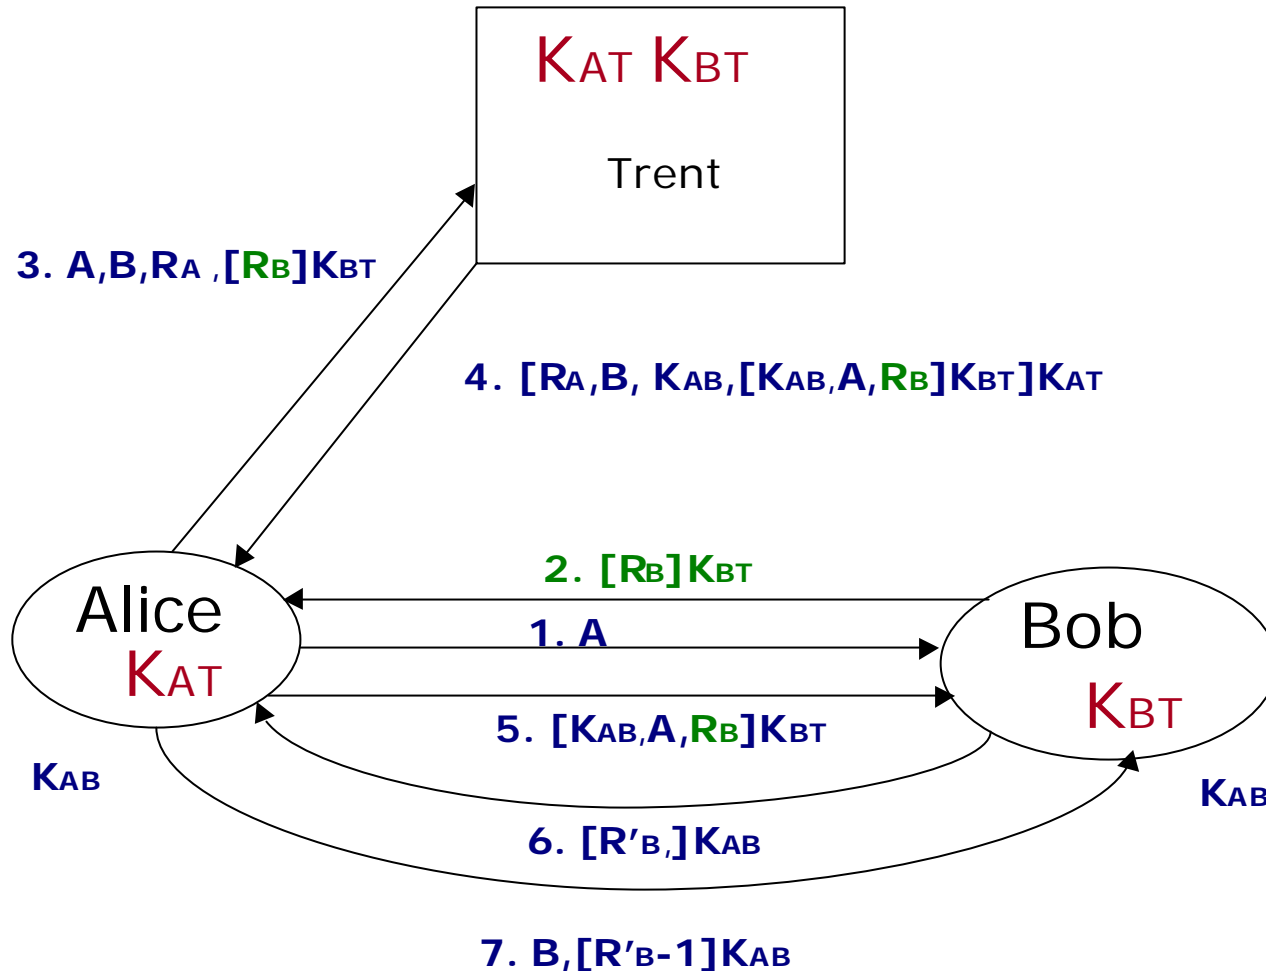 KAT KBT
Trent
3. A,B,RA ,[RB]KBT
4. [RA,B, KAB,[KAB,A,RB]KBT]KAT
2. [RB]KBT
Alice
KAT
1. A
Bob
KBT
5. [KAB,A,RB]KBT
KAB
KAB
6. [R'B,]KAB
7. B,[R'B-1]KAB